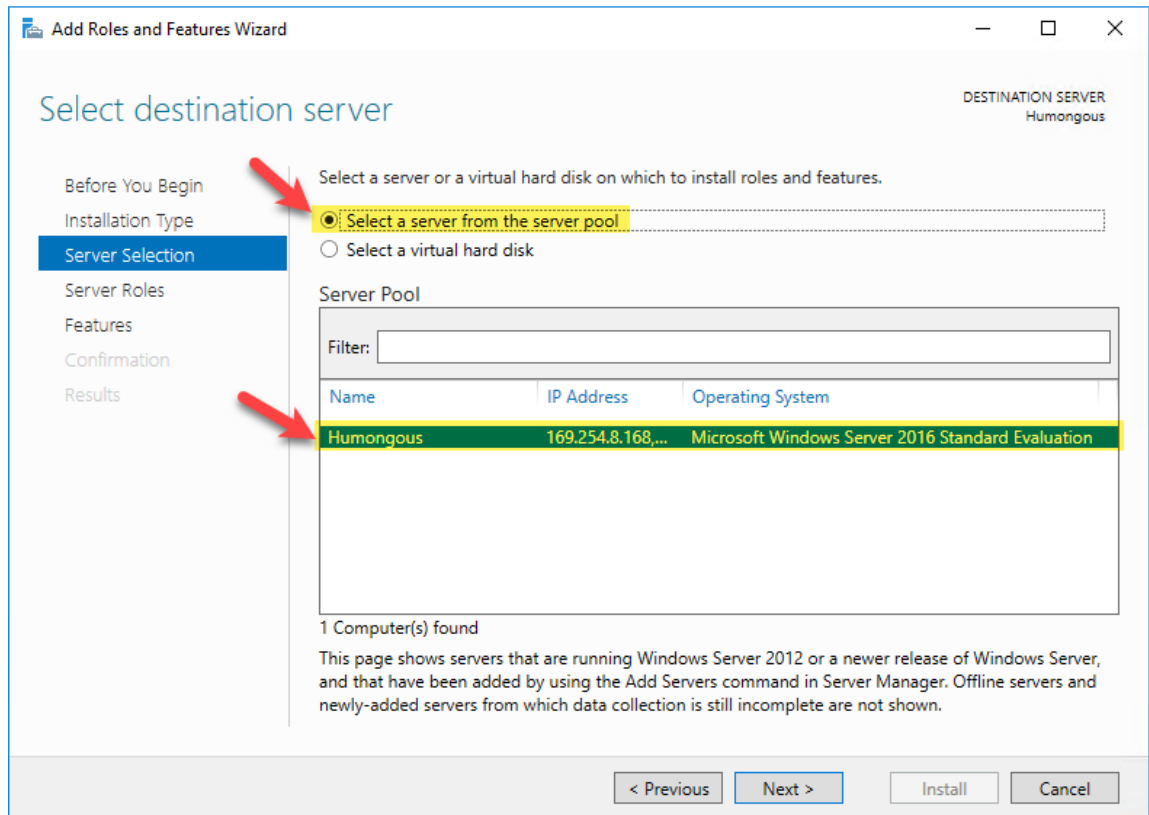 Add Roles and Features Wizard
Select destination server
DESTINATION SERVER
Humongous
Before You Begin
Installation Type
Server Selection
Server Roles
Features
Confirmation
Results
Select a server or a virtual hard disk on which to install roles and features.
Select a server from the server pool
Select a virtual hard disk
Server Pool
Filter:
Name IP Address Operating System
Humongous 169.254.8.168,... Microsoft Windows Server 2016 Standard Evaluation
1 Computer(s) found
This page shows servers that are running Windows Server 2012 or a newer release of Windows Server,
and that have been added by using the Add Servers command in Server Manager. Offline servers and
newly-added servers from which data collection is still incomplete are not shown.
< Previous Next > Install Cancel